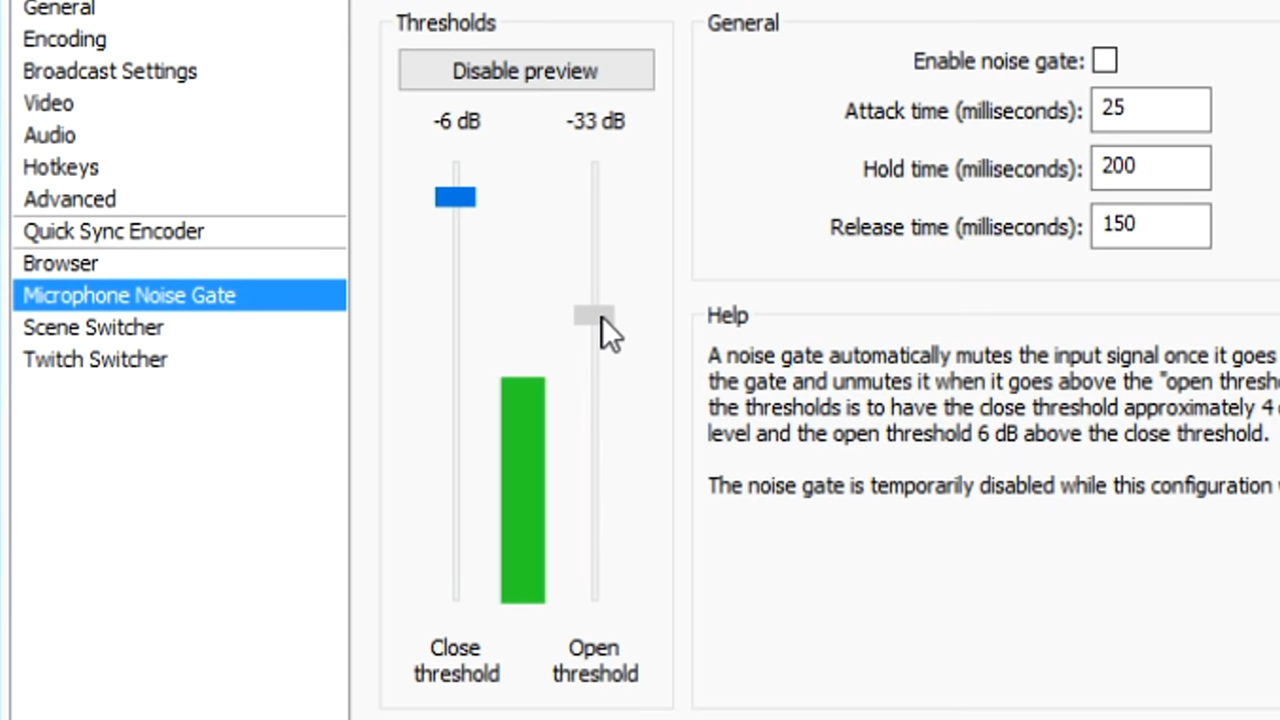 General
Encoding
Broadcast Settings
Video
Audio
Hotkeys
Advanced
Quick Sync Encoder
Browser
Microphone Noise Gate
Scene Switcher
Twitch Switcher
Thresholds
Disable preview
-6 dB
-33 dB
Close
threshold
Open
threshold
General
Enable noise gate:
Attack time (milliseconds): 25
Hold time (milliseconds): 200
Release time (milliseconds): 150
Help
A noise gate automatically mutes the input signal once it goes
the gate and unmutes it when it goes above the "open thresh
the thresholds is to have the close threshold approximately 4
level and the open threshold 6 dB above the close threshold.
The noise gate is temporarily disabled while this configuration